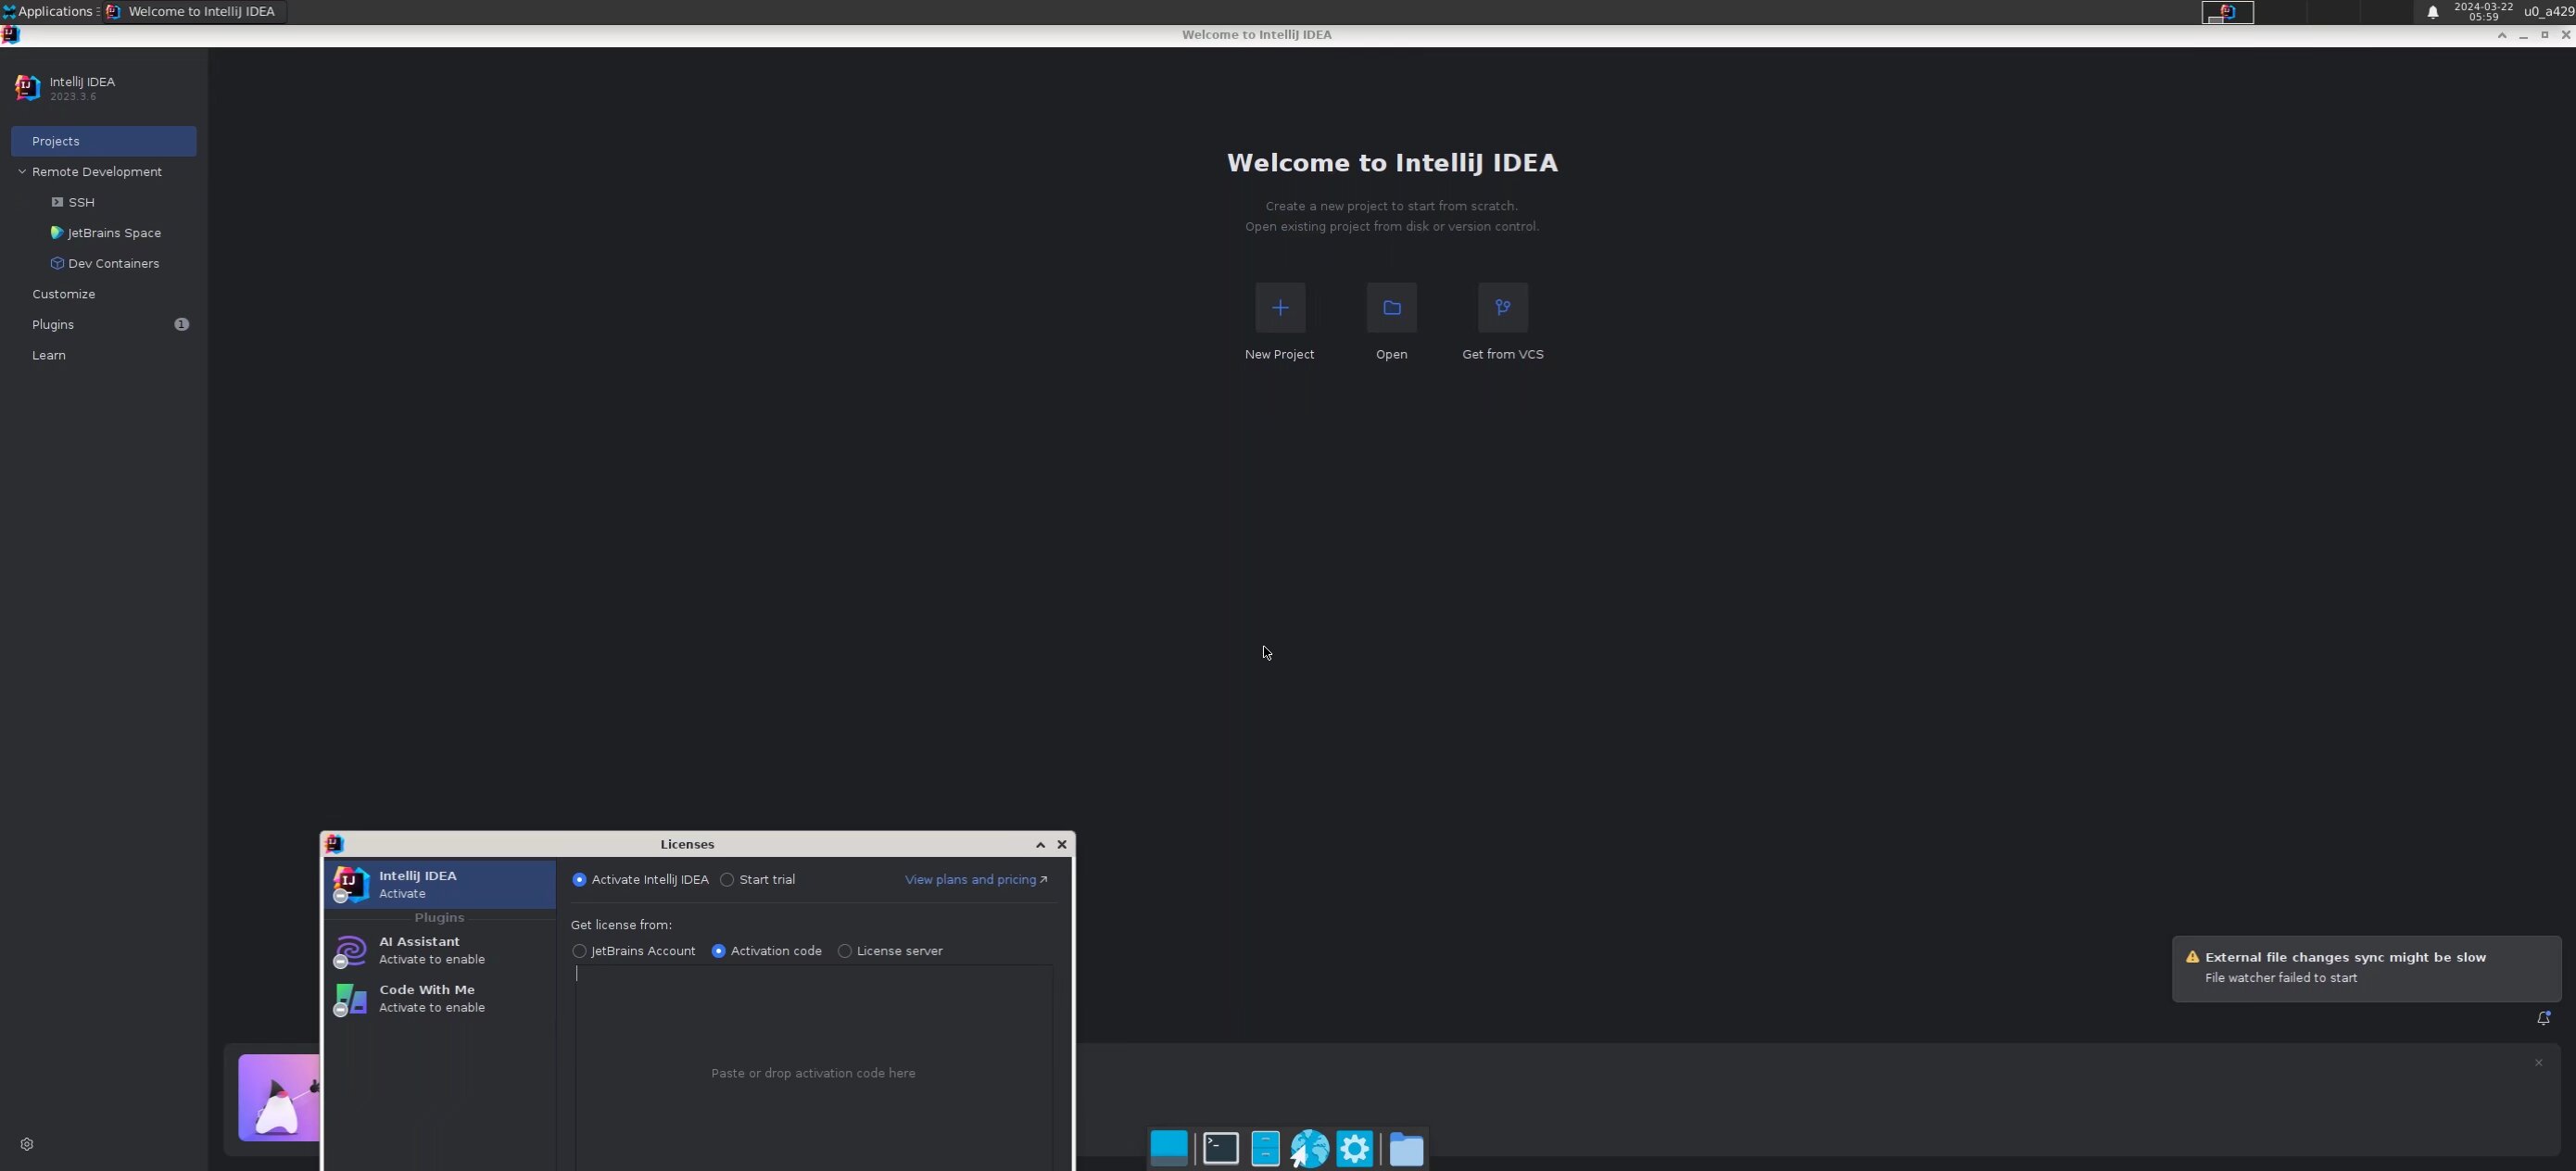 Applications
Welcome to IntelliJ IDEA
2024-03-22
05:59
u0_a429
Welcome to IntelliJ IDEA
IntelliJ IDEA
2023.3.6
Projects
Remote Development
SSH
JetBrains Space
Dev Containers
Customize
Plugins
1
Learn
Welcome to IntelliJ IDEA
Create a new project to start from scratch.
Open existing project from disk or version control.
New Project
Open
Get from VCS
Licenses
IntelliJ IDEA
Activate
Plugins
AI Assistant
Activate to enable
Code With Me
Activate to enable
Activate IntelliJ IDEA
Start trial
View plans and pricing
Get license from:
JetBrains Account
Activation code
License server
Paste or drop activation code here
External file changes sync might be slow
File watcher failed to start